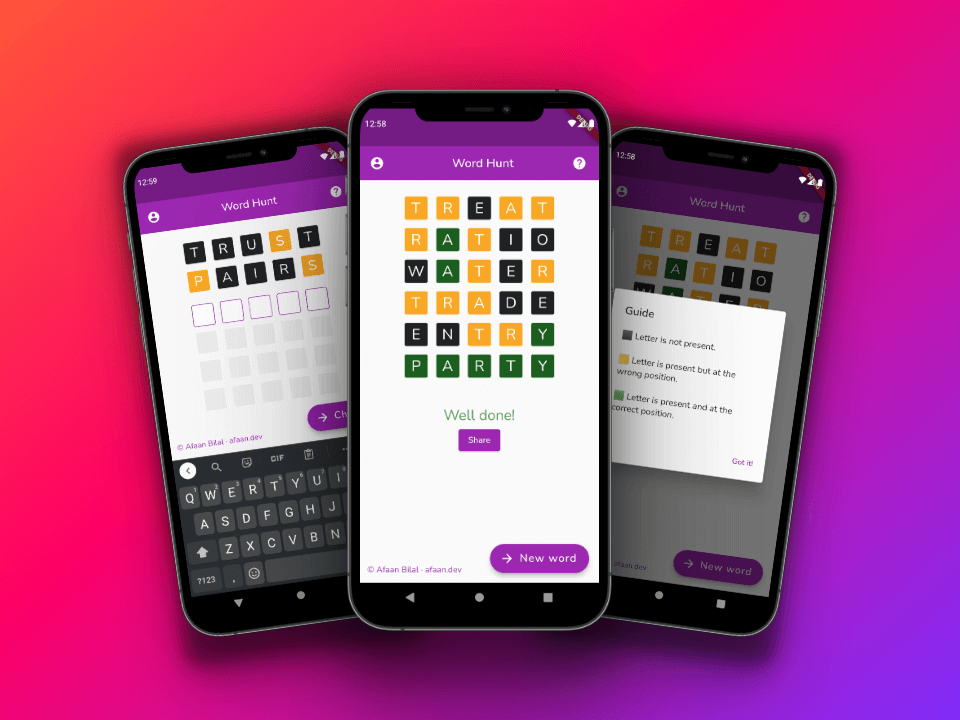 12:59
Word Hunt
T R U S T
P A I R S
Ch
© Afaan Bilal · afaan.dev
GIF
Q W E R T Y U I
A S D F G H J
Z X C V B N
?123 ,
12:58
DEBUG
Word Hunt
T R E A T
R A T I O
W A T E R
T R A D E
E N T R Y
P A R T Y
Well done!
Share
New word
© Afaan Bilal · afaan.dev
12:58
Word Hunt
T R E A T
R A T I O
W A T E R
Guide
Letter is not present.
Letter is present but at the
wrong position.
Letter is present and at the
correct position.
Got it!
New word
afaan.dev